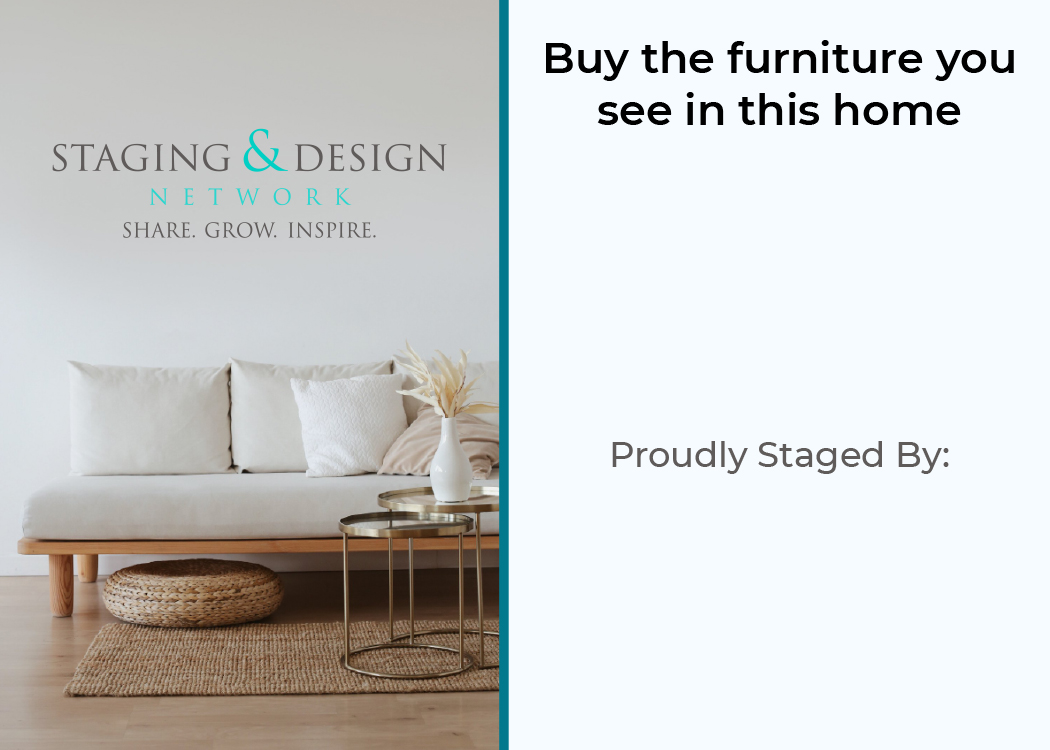 STAGING & DESIGN
NETWORK
SHARE. GROW. INSPIRE.
Buy the furniture you
see in this home
Proudly Staged By: